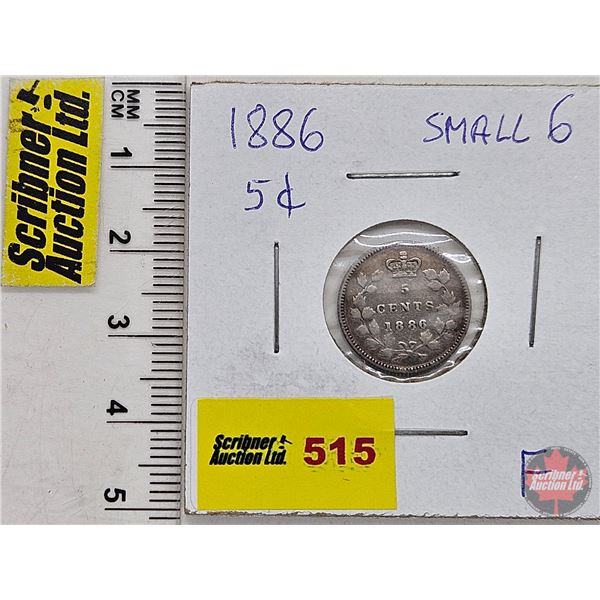 Scribner
Auction Ltd.
MM
CM
1
2
3
4
5
1886
SMALL 6
5¢
5
CENTS
1886
Scribner
Auction Ltd.
515
F
Scribner
Auction Ltd.